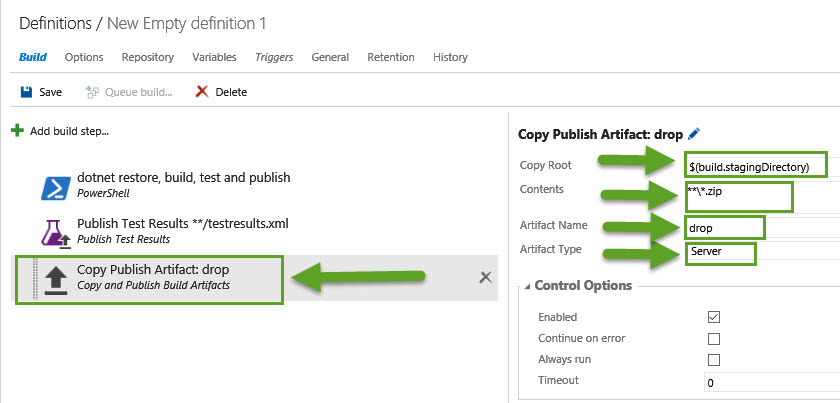 Definitions / New Empty definition 1
Build Options Repository Variables Triggers General Retention History
Save Queue build... Delete
Add build step...
dotnet restore, build, test and publish
PowerShell
Publish Test Results **/testresults.xml
Publish Test Results
Copy Publish Artifact: drop
Copy and Publish Build Artifacts
Copy Publish Artifact: drop
Copy Root $(build.stagingDirectory)
Contents **\*.zip
Artifact Name drop
Artifact Type Server
Control Options
Enabled
Continue on error
Always run
Timeout 0